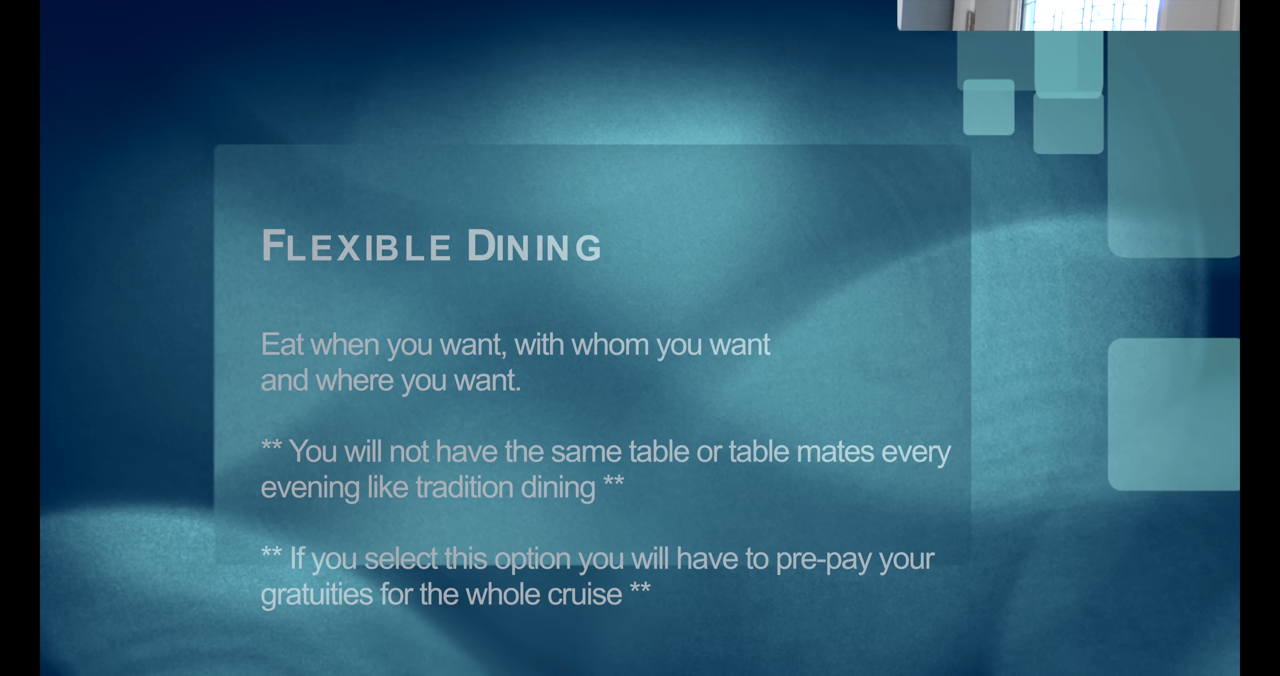 FLEXIBLE DINING
Eat when you want, with whom you want
and where you want.
** You will not have the same table or table mates every
evening like tradition dining **
** If you select this option you will have to pre-pay your
gratuities for the whole cruise **